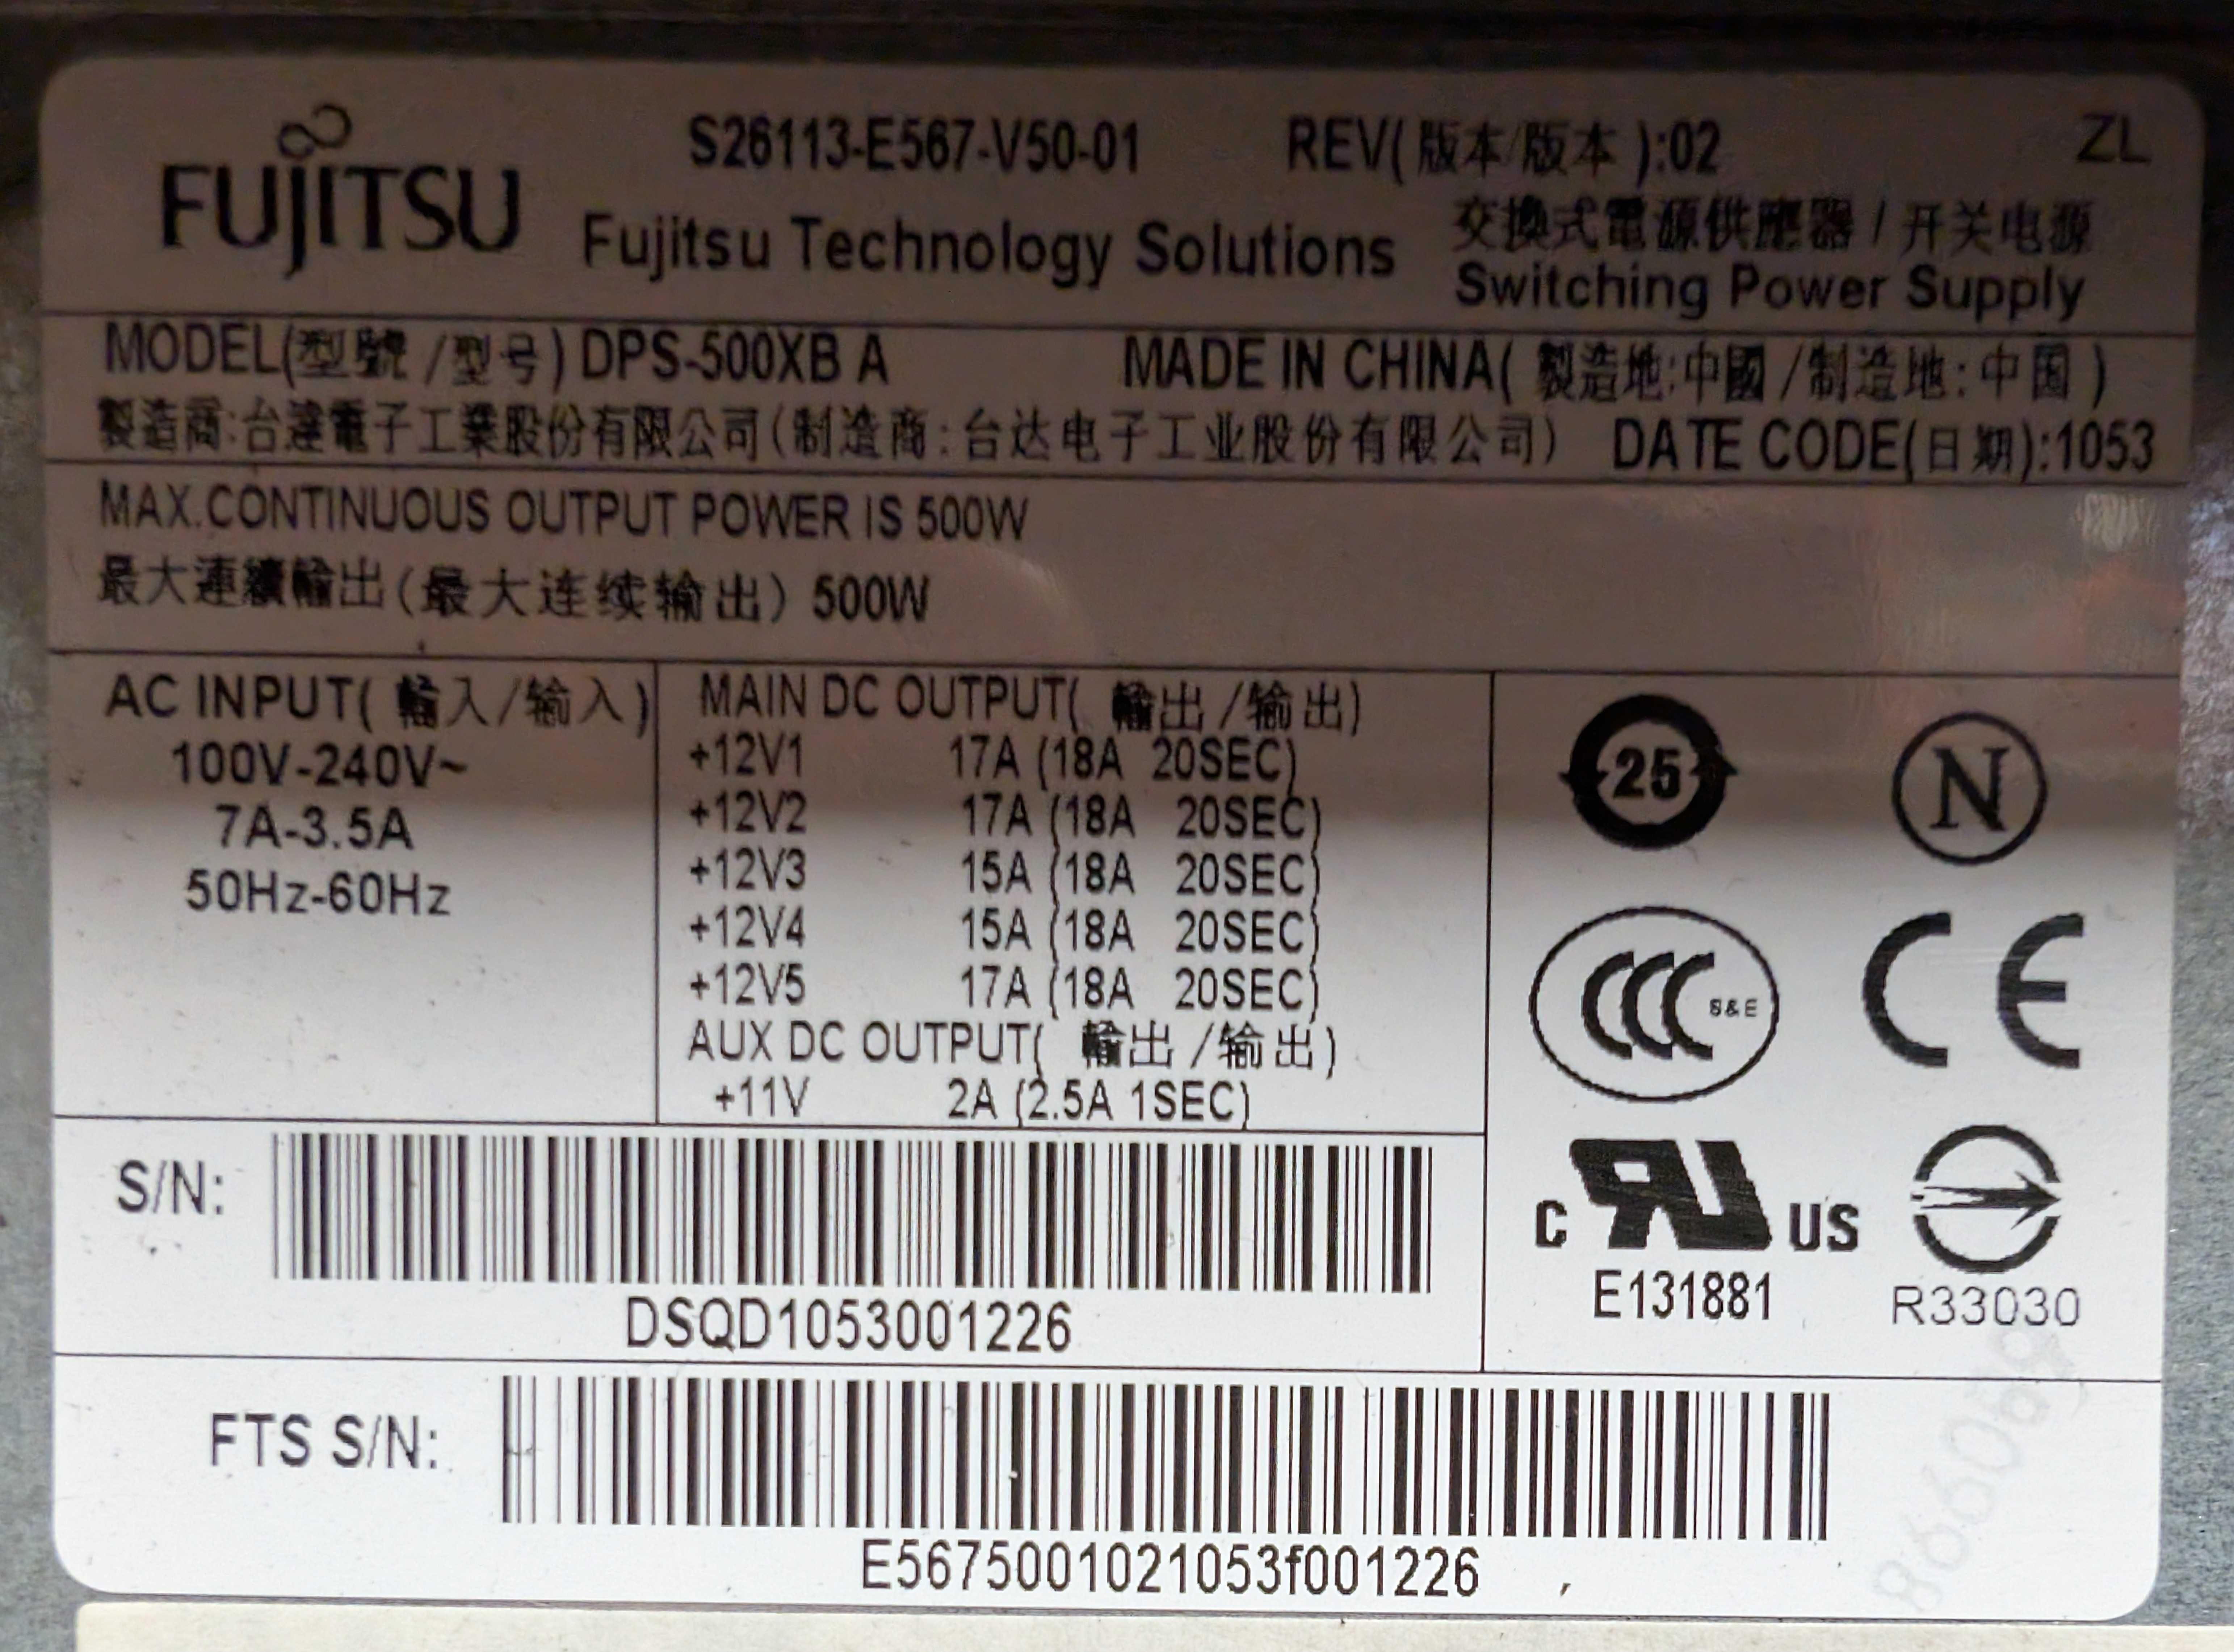 FUJITSU
S26113-E567-V50-01 REV(版本/版本):02 ZL
Fujitsu Technology Solutions
交換式電源供應器 / 开关电源
Switching Power Supply
MODEL(型號/型号) DPS-500XB A MADE IN CHINA( 製造地:中國/制造地:中国 )
製造商:台達電子工業股份有限公司(制造商:台达电子工业股份有限公司) DATE CODE(日期):1053
MAX.CONTINUOUS OUTPUT POWER IS 500W
最大連續輸出(最大连续输出) 500W
AC INPUT( 輸入/输入)
100V-240V~
7A-3.5A
50Hz-60Hz
MAIN DC OUTPUT( 輸出/输出)
+12V1 17A (18A 20SEC)
+12V2 17A (18A 20SEC)
+12V3 15A (18A 20SEC)
+12V4 15A (18A 20SEC)
+12V5 17A (18A 20SEC)
AUX DC OUTPUT( 輸出/输出)
+11V 2A (2.5A 1SEC)
25
N
CCC S&E
CE
C RU US
E131881
R33030
S/N:
DSQD1053001226
FTS S/N:
E5675001021053f001226